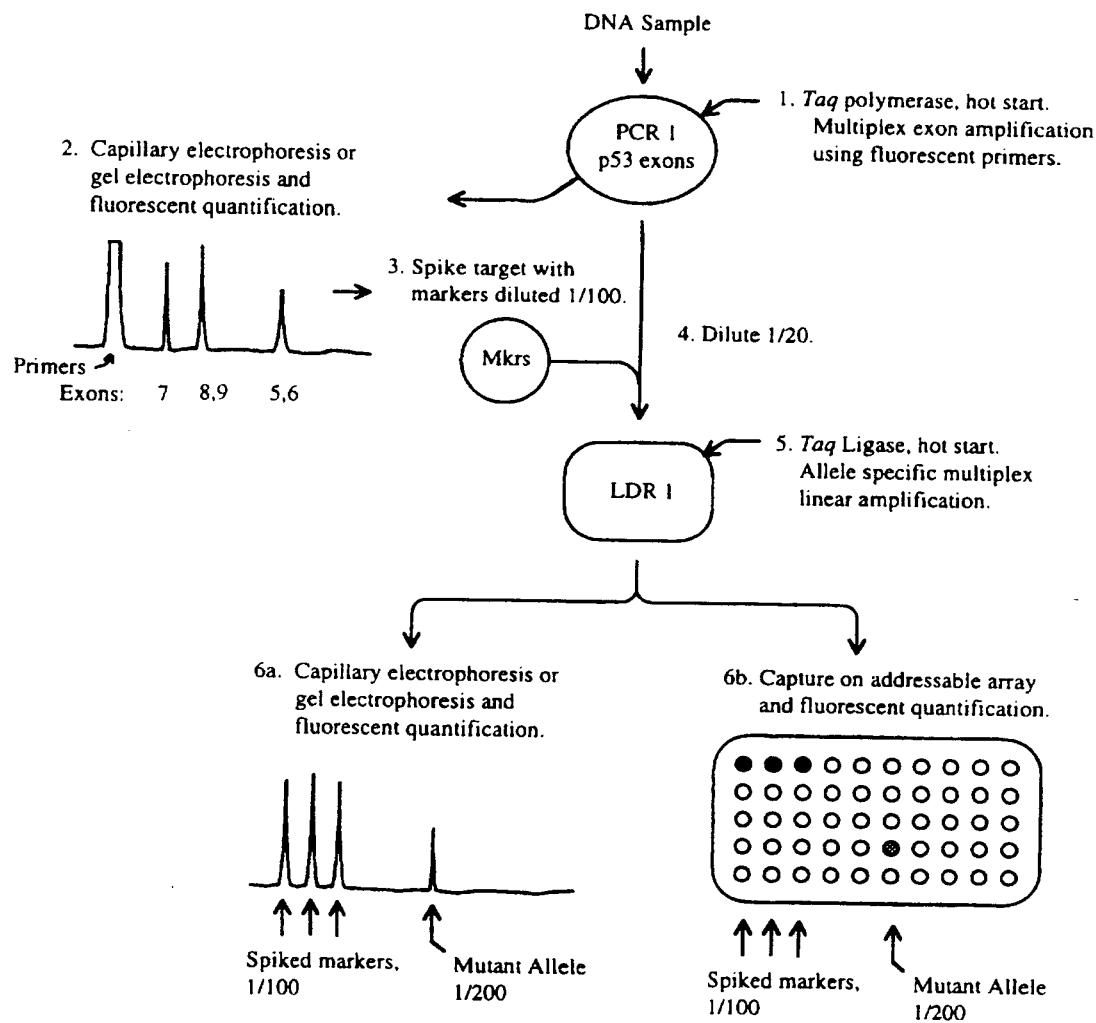 DNA Sample
PCR 1
p53 exons
1. Taq polymerase, hot start.
Multiplex exon amplification
using fluorescent primers.
2. Capillary electrophoresis or
gel electrophoresis and
fluorescent quantification.
Primers
Exons: 7 8,9 5,6
3. Spike target with
markers diluted 1/100.
Mkrs
4. Dilute 1/20.
LDR 1
5. Taq Ligase, hot start.
Allele specific multiplex
linear amplification.
6a. Capillary electrophoresis or
gel electrophoresis and
fluorescent quantification.
Spiked markers,
1/100
Mutant Allele
1/200
6b. Capture on addressable array
and fluorescent quantification.
Spiked markers,
1/100
Mutant Allele
1/200